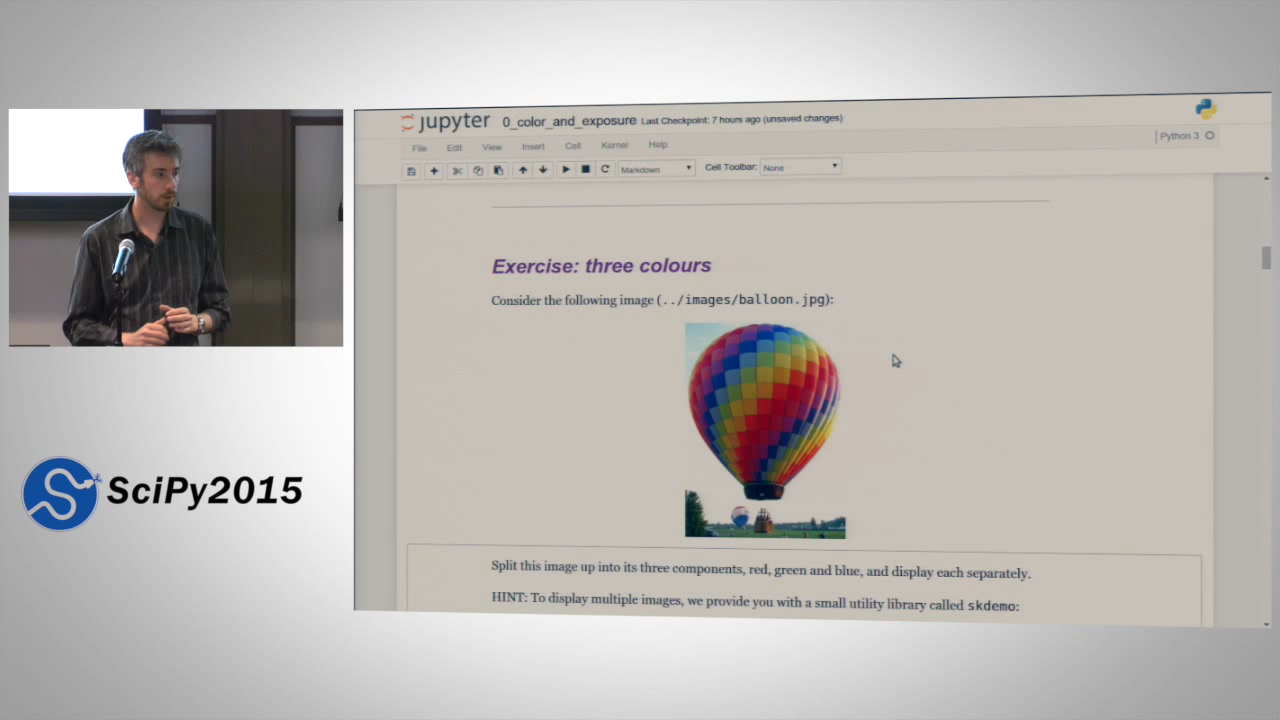 jupyter 0_color_and_exposure Last Checkpoint: 7 hours ago (unsaved changes)
File Edit View Insert Cell Kernel Help
Python 3
Markdown Cell Toolbar: None
Exercise: three colours
Consider the following image (../images/balloon.jpg):
Split this image up into its three components, red, green and blue, and display each separately.
HINT: To display multiple images, we provide you with a small utility library called skdemo:
SciPy2015